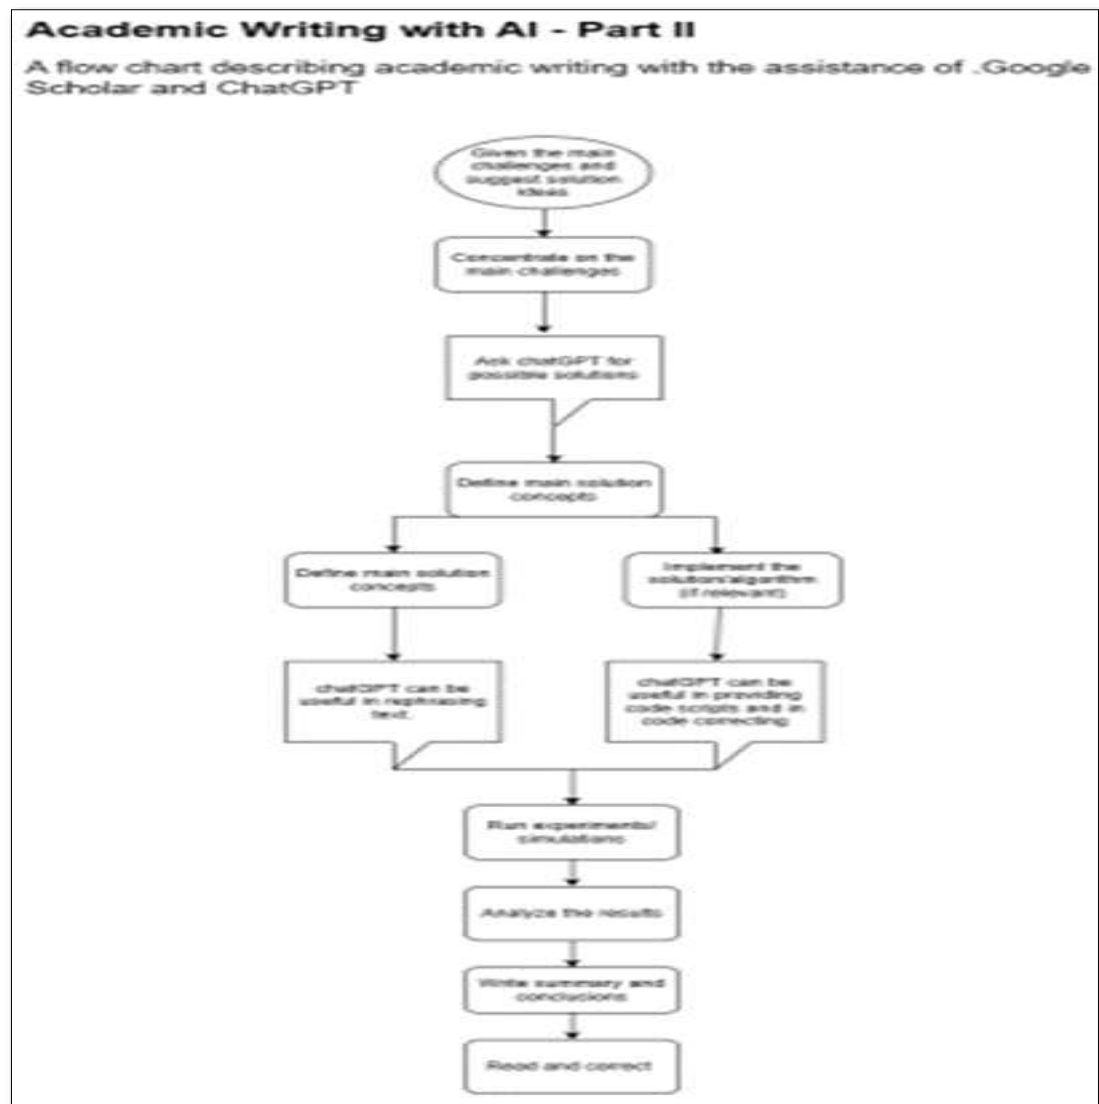 Academic Writing with AI - Part II
A flow chart describing academic writing with the assistance of .Google
Scholar and ChatGPT
Given the main
challenges and
suggest solution
ideas
Concentrate on the
main challenges
Ask chatGPT for
possible solutions
Define main solution
concepts
Define main solution
concepts
Implement the
solution/algorithm
(if relevant)
chatGPT can be
useful in rephrasing
text.
chatGPT can be
useful in providing
code scripts and in
code correcting
Run experiments/
simulations
Analyze the results
Write summary and
conclusions
Read and correct